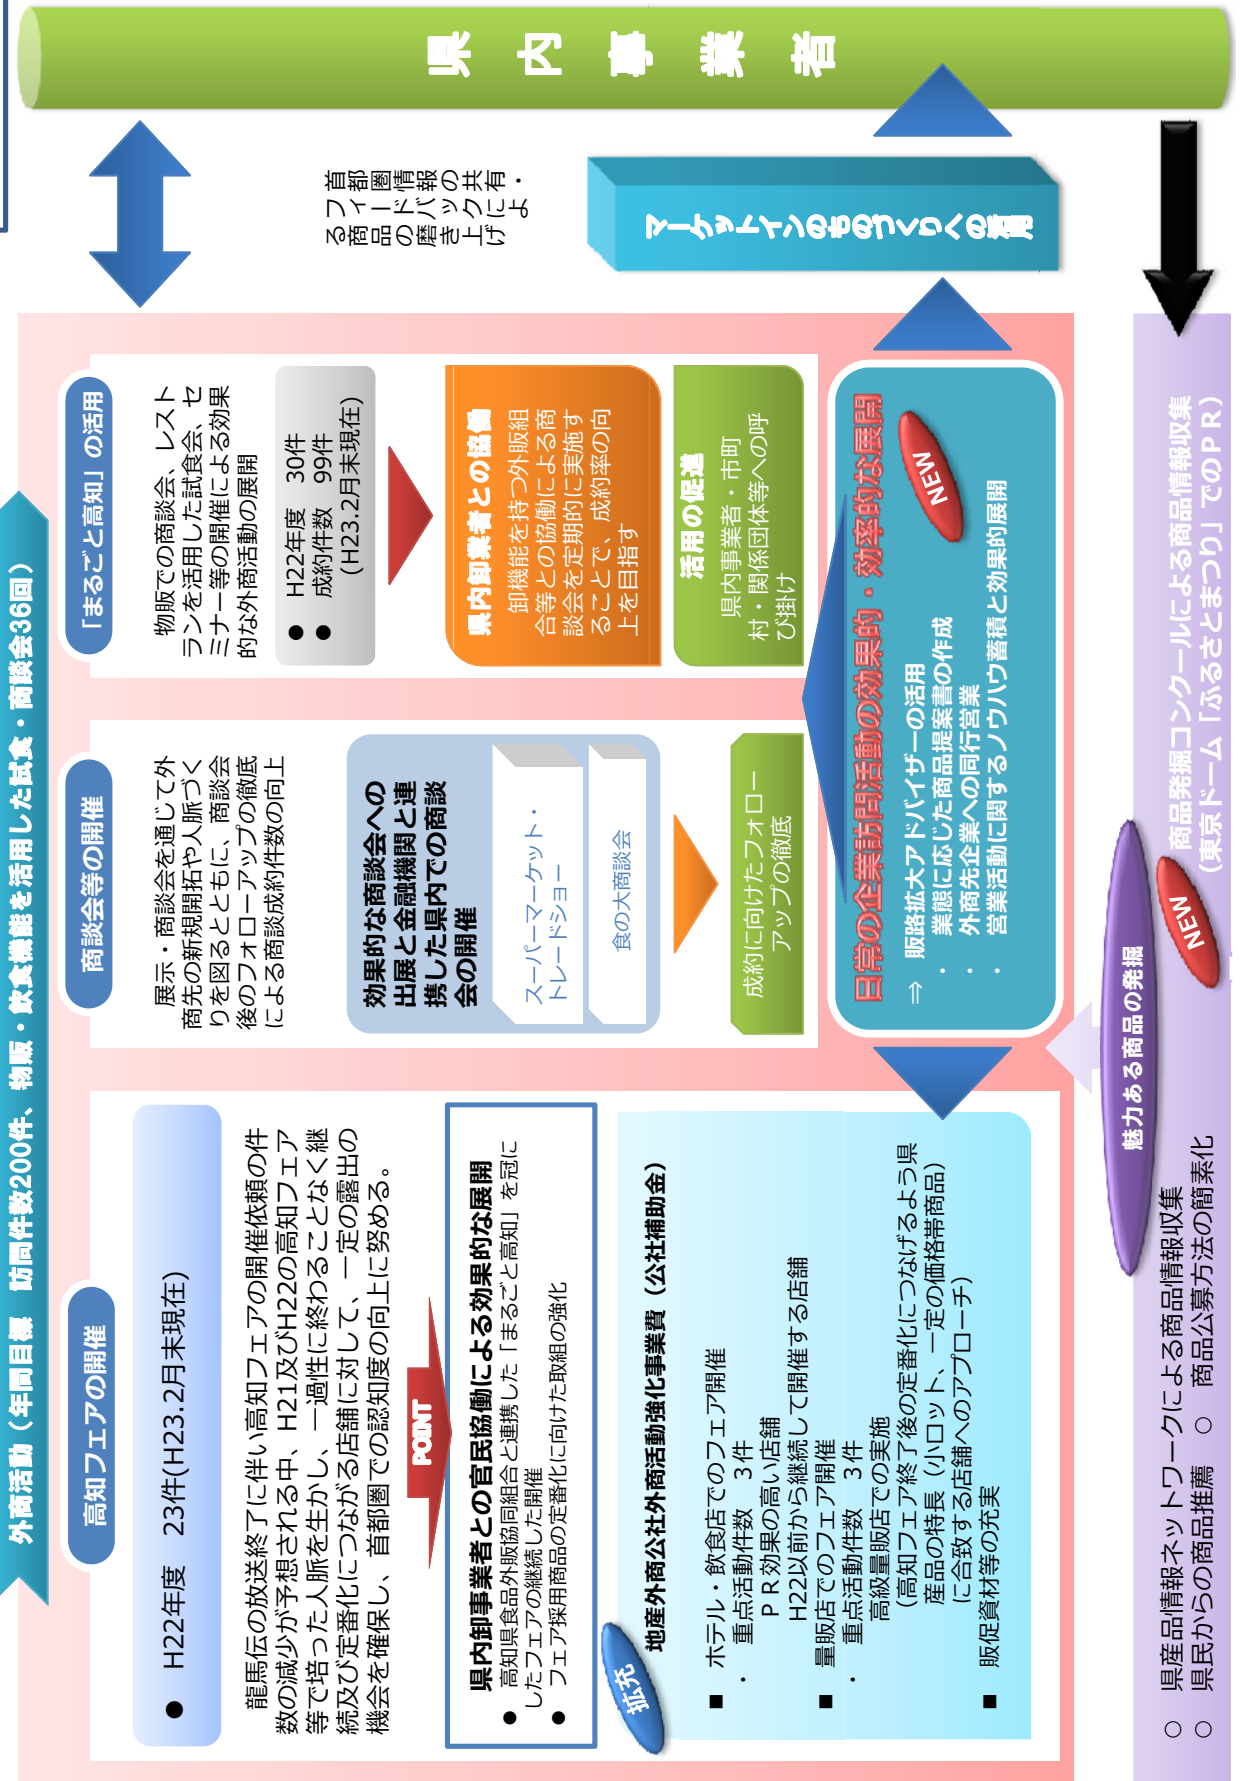 外商活動（年間目標　訪問件数200件、物販・飲食機能を活用した試食・商談会36回）
高知フェアの開催
● H22年度　23件(H23.2月末現在)
龍馬伝の放送終了に伴い高知フェアの開催依頼の件
数の減少が予想される中、H21及びH22の高知フェア
等で培った人脈を生かし、一過性に終わることなく継
続及び定番化につながる店舗に対して、一定の露出の
機会を確保し、首都圏での認知度の向上に努める。
POINT
県内卸事業者との官民協働による効果的な展開
● 高知県食品外販協同組合と連携した「まるごと高知」を冠に
したフェアの継続した開催
● フェア採用商品の定番化に向けた取組の強化
拡充
地産外商公社外商活動強化事業費（公社補助金）
■ ホテル・飲食店でのフェア開催
・ 重点活動件数　3件
ＰＲ効果の高い店舗
H22以前から継続して開催する店舗
■ 量販店でのフェア開催
・ 重点活動件数　3件
高級量販店での実施
(高知フェア終了後の定番化につなげるよう県
産品の特長（小ロット、一定の価格帯商品）
に合致する店舗へのアプローチ）
■ 販促資材等の充実
商談会等の開催
展示・商談会を通じて外
商先の新規開拓や人脈づく
りを図るとともに、商談会
後のフォローアップの徹底
による商談成約件数の向上
効果的な商談会への
出展と金融機関と連
携した県内での商談
会の開催
スーパーマーケット・
トレードショー
食の大商談会
成約に向けたフォロー
アップの徹底
「まるごと高知」の活用
物販での商談会、レスト
ランを活用した試食会、セ
ミナー等の開催による効果
的な外商活動の展開
● H22年度　30件
● 成約件数　99件
(H23.2月末現在)
県内卸業者との協働
卸機能を持つ外販組
合等との協働による商
談会を定期的に実施す
ることで、成約率の向
上を目指す
活用の促進
県内事業者・市町
村・関係団体等への呼
び掛け
日常の企業訪問活動の効果的・効率的な展開
NEW
⇒ 販路拡大アドバイザーの活用
・ 業態に応じた商品提案書の作成
・ 外商先企業への同行営業
・ 営業活動に関するノウハウ蓄積と効果的展開
首都圏情報の共有・
フィードバックによ
る商品の磨き上げ
マーケットインのものづくりへの活用
県内事業者
魅力ある商品の発掘
○ 県産品情報ネットワークによる商品情報収集
○ 県民からの商品推薦　○ 商品公募方法の簡素化
NEW
商品発掘コンクールによる商品情報収集
（東京ドーム「ふるさとまつり」でのＰＲ）